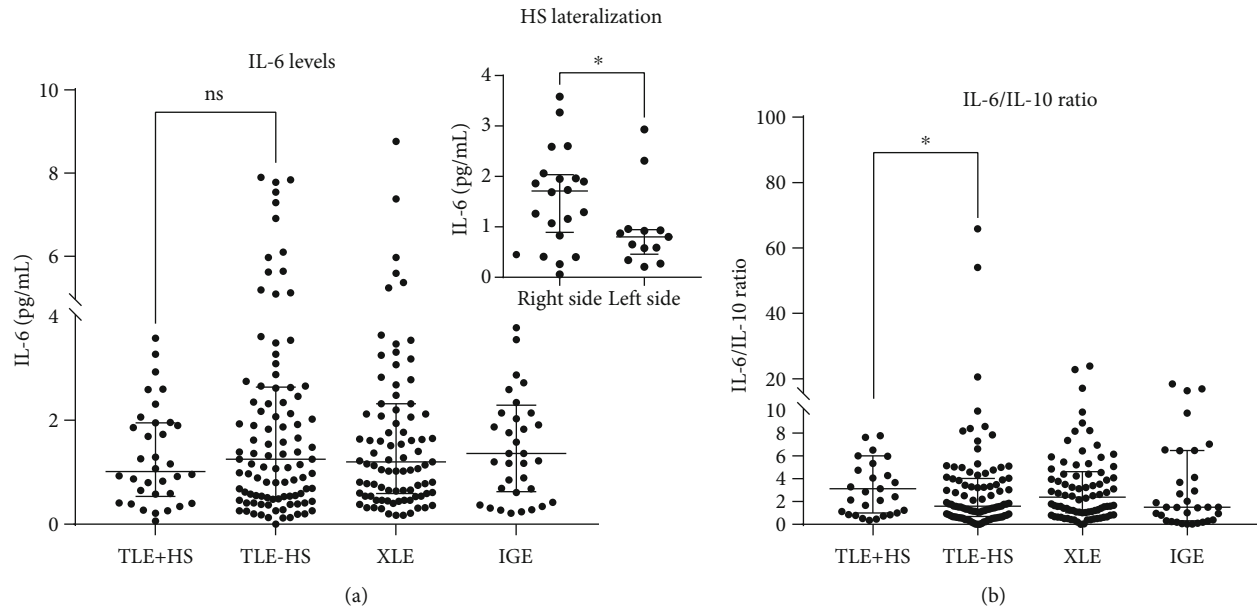 HS lateralization
IL-6 levels
IL-6 (pg/mL)
10
8
6
4
2
0
ns
TLE+HS
TLE-HS
XLE
IGE
IL-6 (pg/mL)
4
3
2
1
0
*
Right side
Left side
(a)
IL-6/IL-10 ratio
IL-6/IL-10 ratio
100
80
60
40
20
10
8
6
4
2
0
*
TLE+HS
TLE-HS
XLE
IGE
(b)